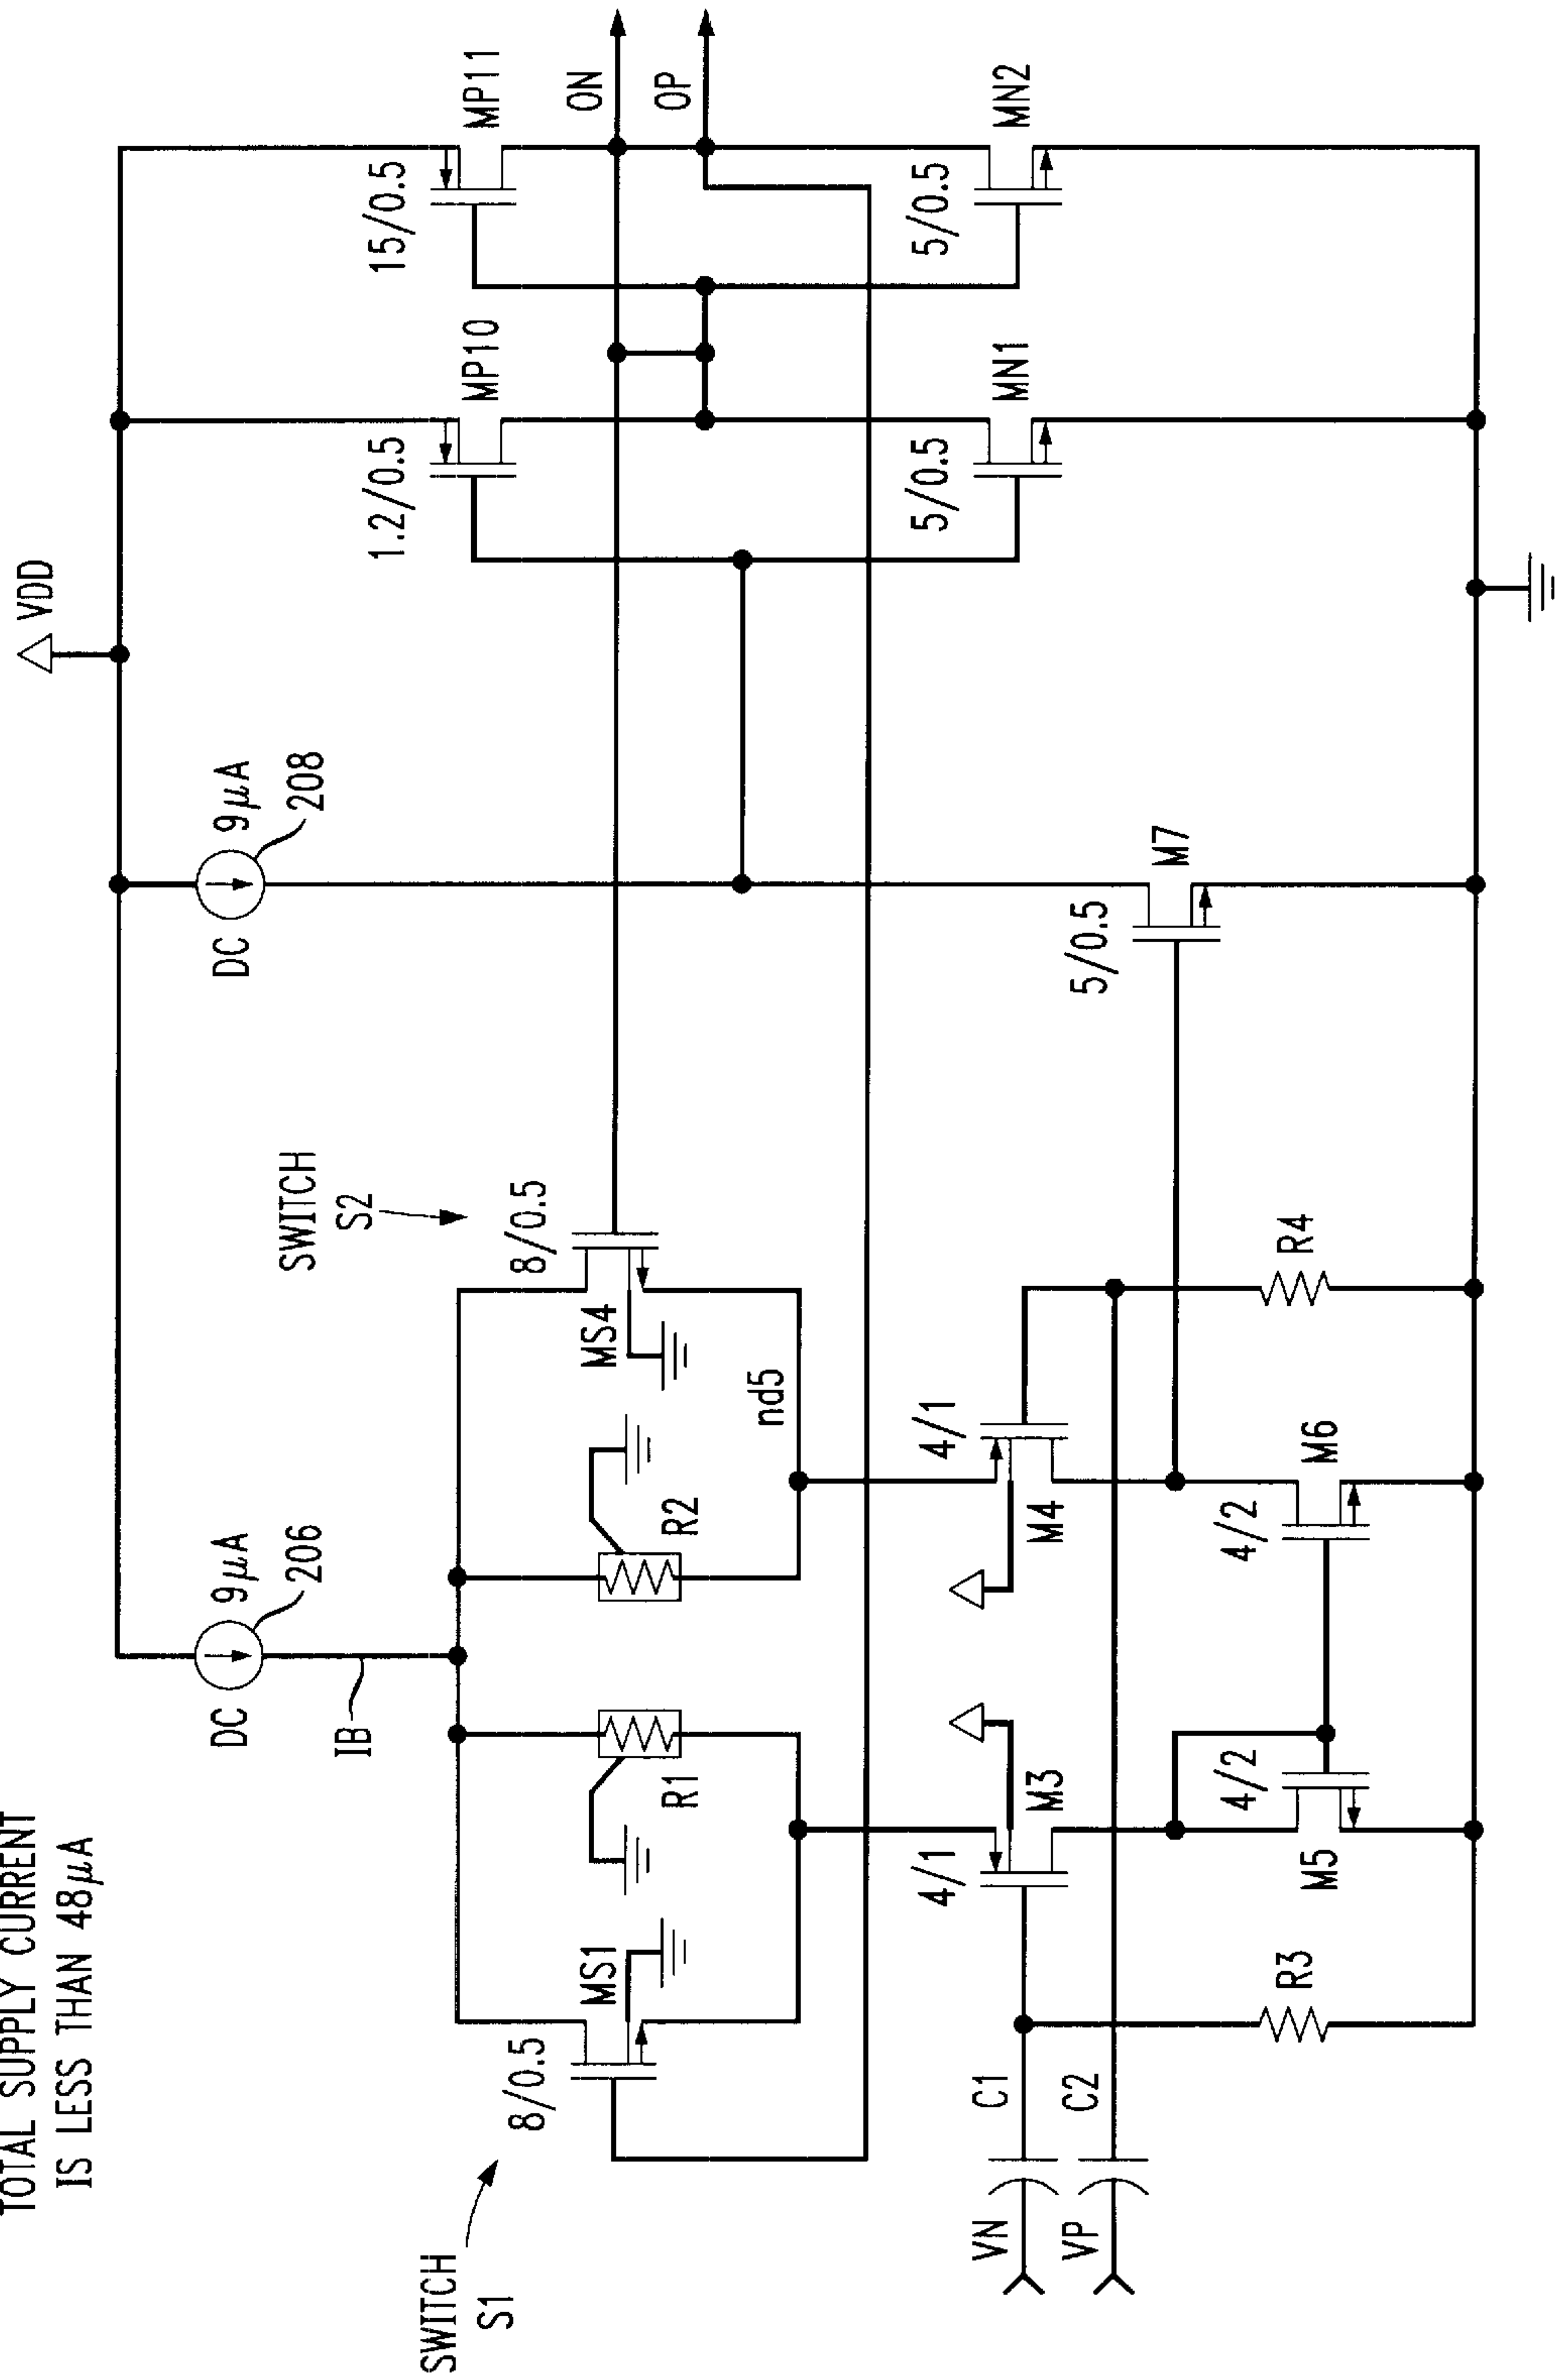 TOTAL SUPPLY CURRENT
IS LESS THAN 48μA
VDD
DC
9μA
206
IB
DC
9μA
208
SWITCH
S1
8/0.5
MS1
R1
R2
MS4
8/0.5
SWITCH
S2
nd5
1.2/0.5
MP10
15/0.5
MP11
ON
OP
5/0.5
MN1
5/0.5
MN2
VN
C1
VP
C2
4/1
M3
4/1
M4
5/0.5
M7
R3
4/2
M5
4/2
M6
R4